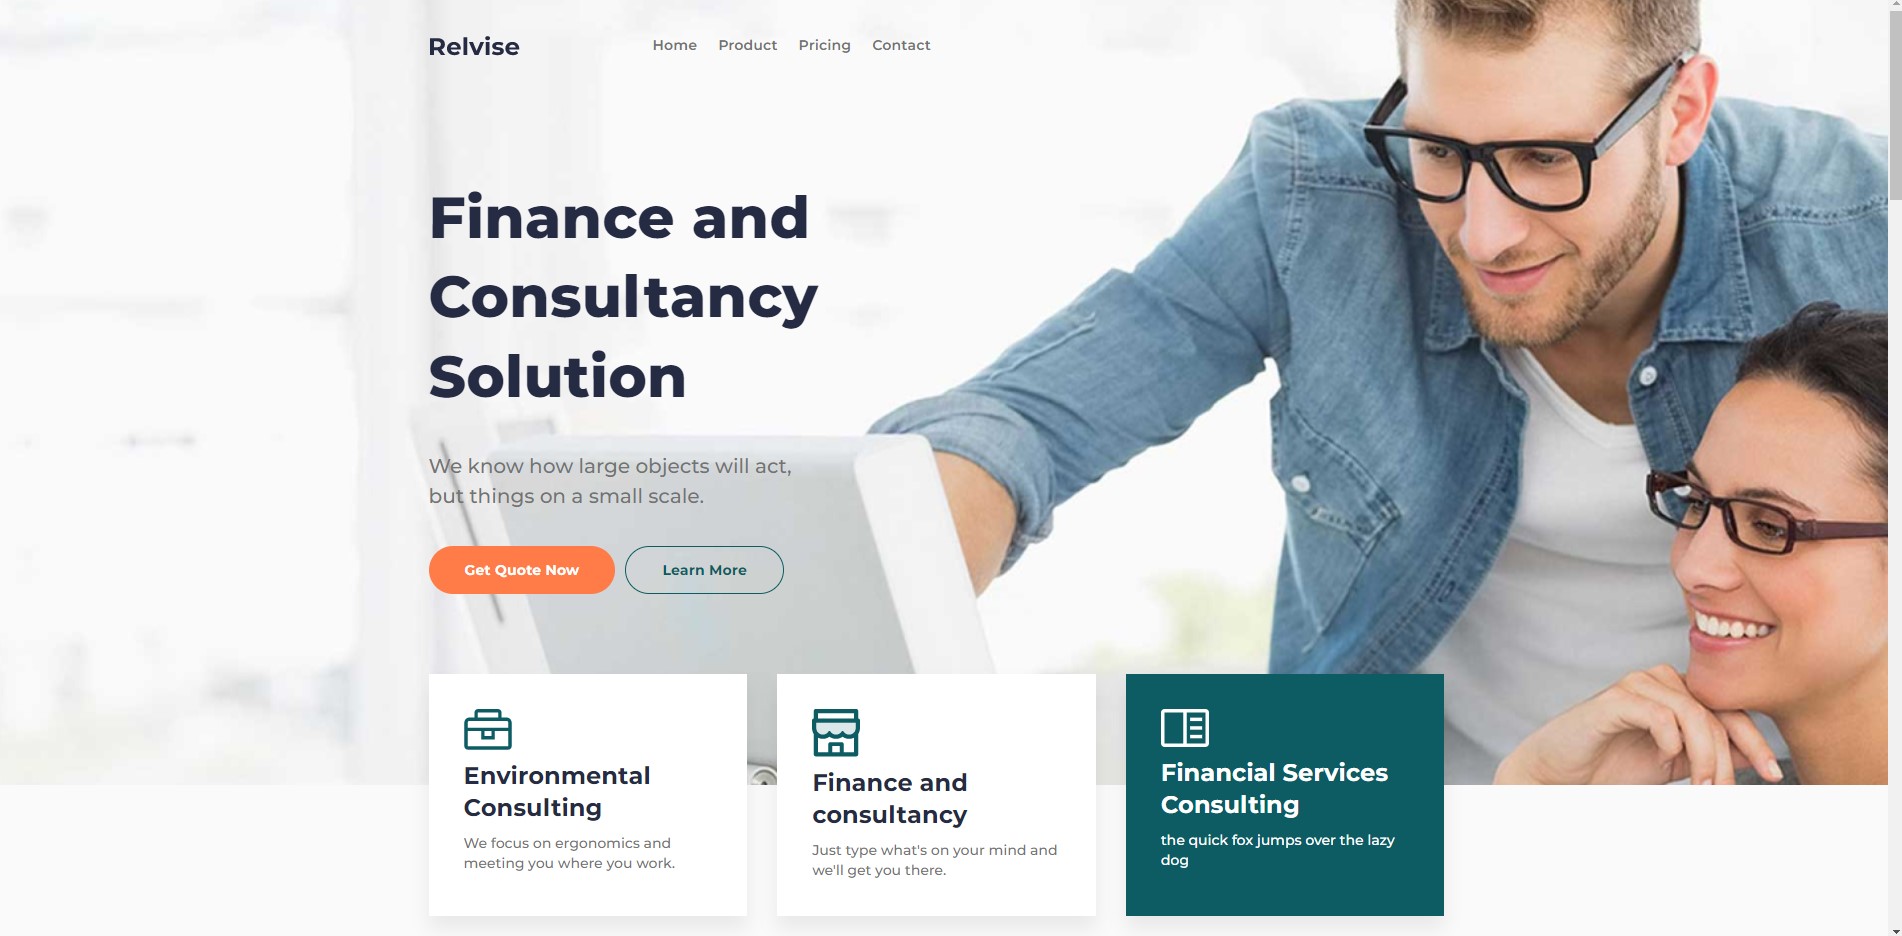 Relvise
Home Product Pricing Contact
Finance and
Consultancy
Solution
We know how large objects will act,
but things on a small scale.
Get Quote Now Learn More
Environmental
Consulting
We focus on ergonomics and
meeting you where you work.
Finance and
consultancy
Just type what's on your mind and
we'll get you there.
Financial Services
Consulting
the quick fox jumps over the lazy
dog